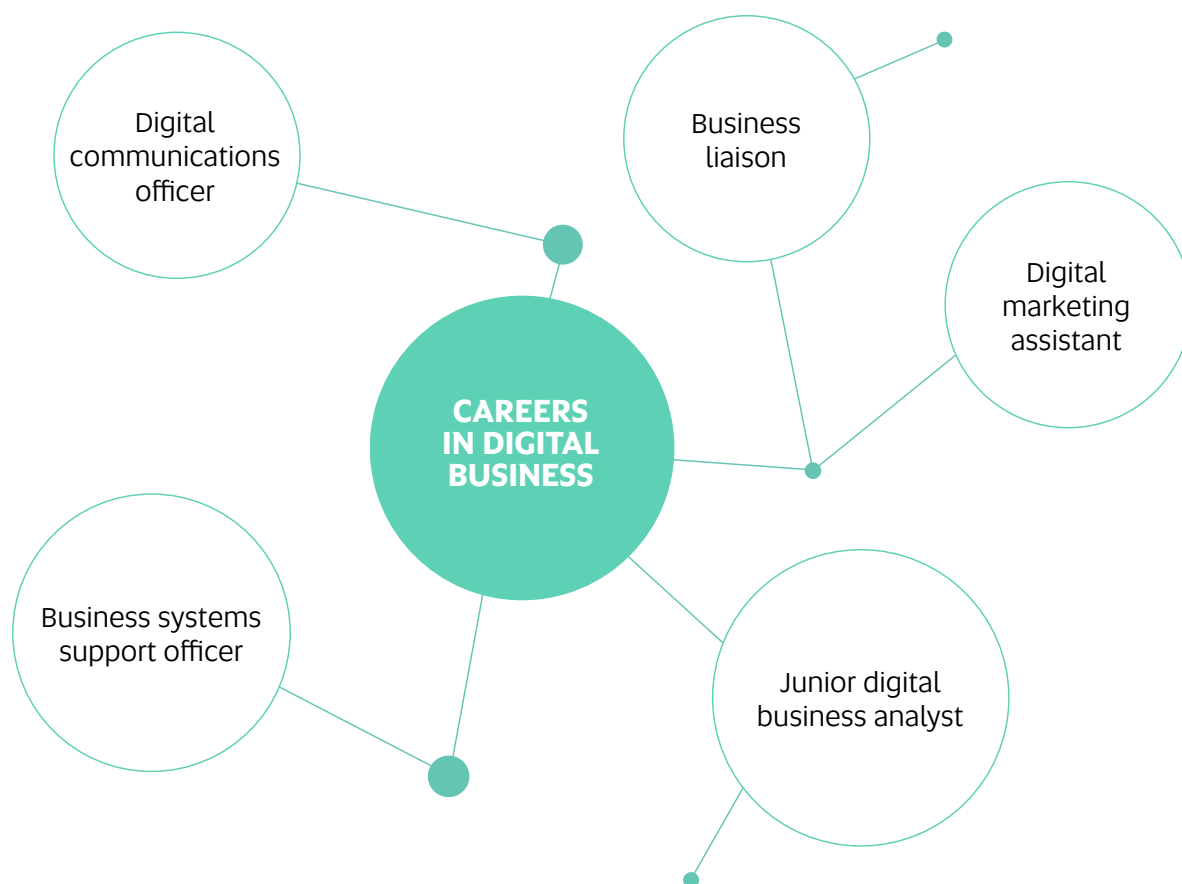 Digital
communications
officer
Business
liaison
Digital
marketing
assistant
CAREERS
IN DIGITAL
BUSINESS
Business systems
support officer
Junior digital
business analyst